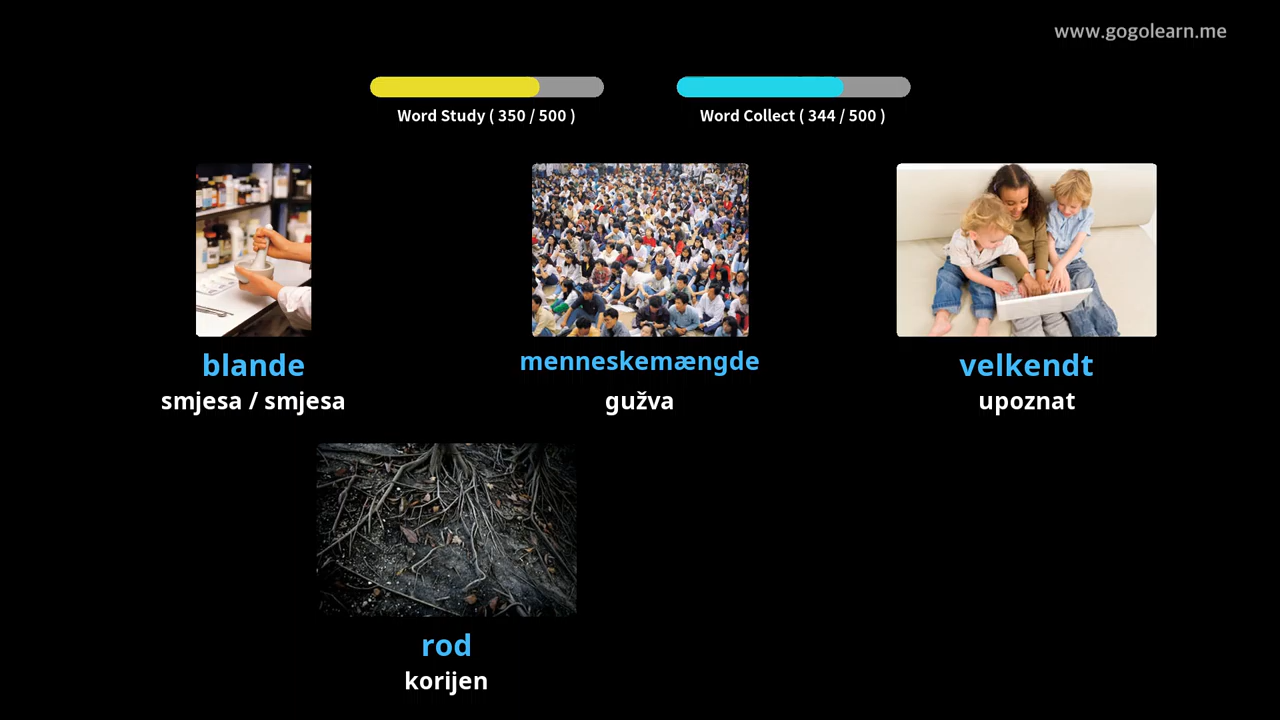 www.gogolearn.me
Word Study ( 350 / 500 )
Word Collect ( 344 / 500 )
blande
smjesa / smjesa
menneskemængde
gužva
velkendt
upoznat
rod
korijen